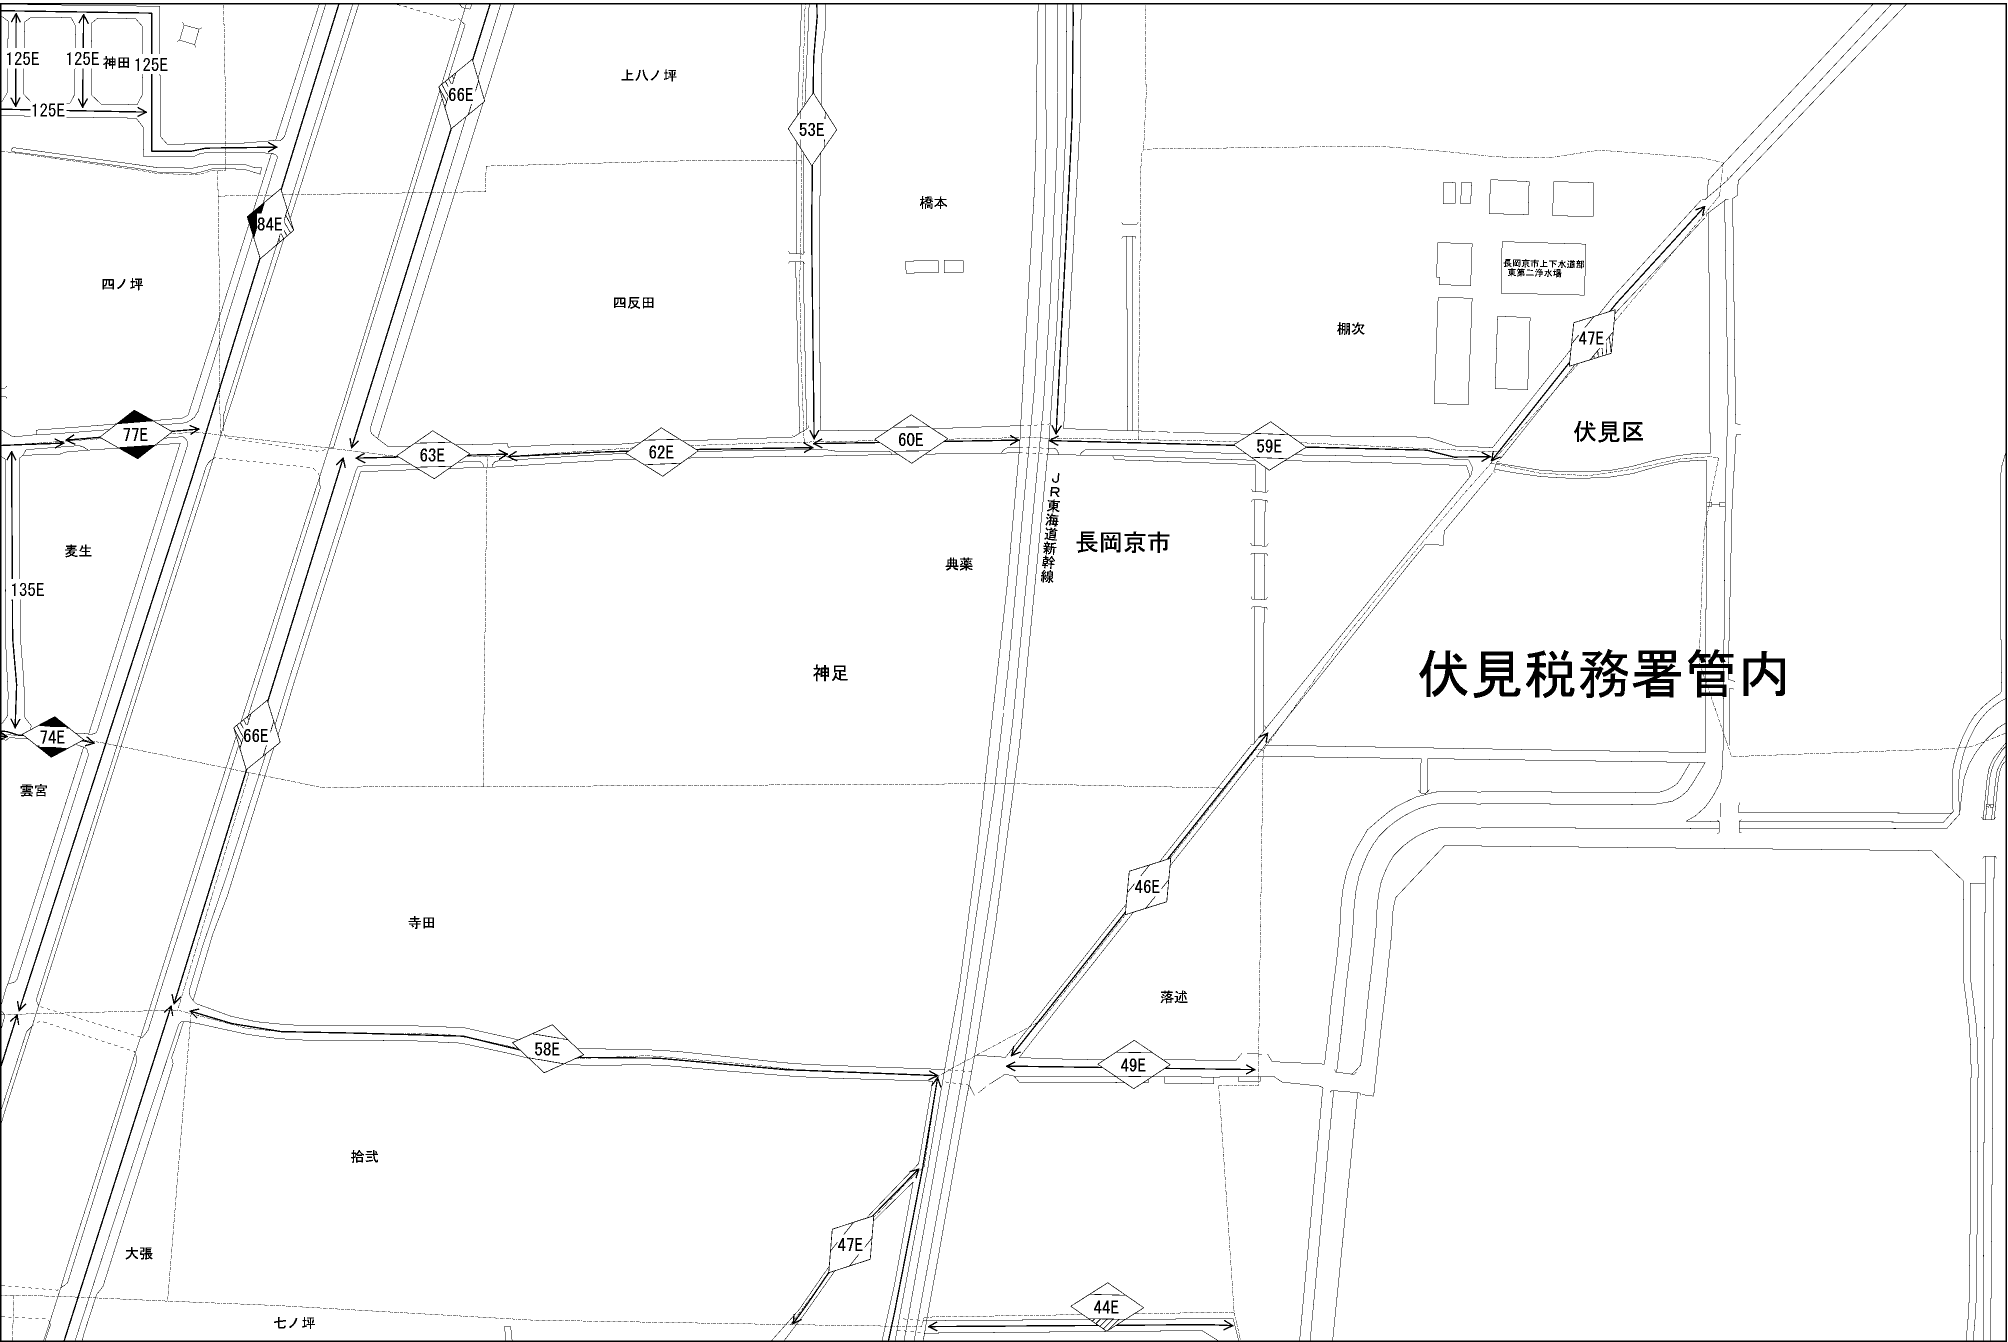 125E
125E
神田
125E
125E
66E
上八ノ坪
53E
84E
橋本
四ノ坪
四反田
長岡京市上下水道部
東第二浄水場
棚次
47E
77E
63E
62E
60E
59E
伏見区
JR東海道新幹線
長岡京市
麦生
典薬
135E
神足
伏見税務署管内
74E
66E
雲宮
46E
寺田
落述
58E
49E
拾弐
大張
47E
七ノ坪
44E